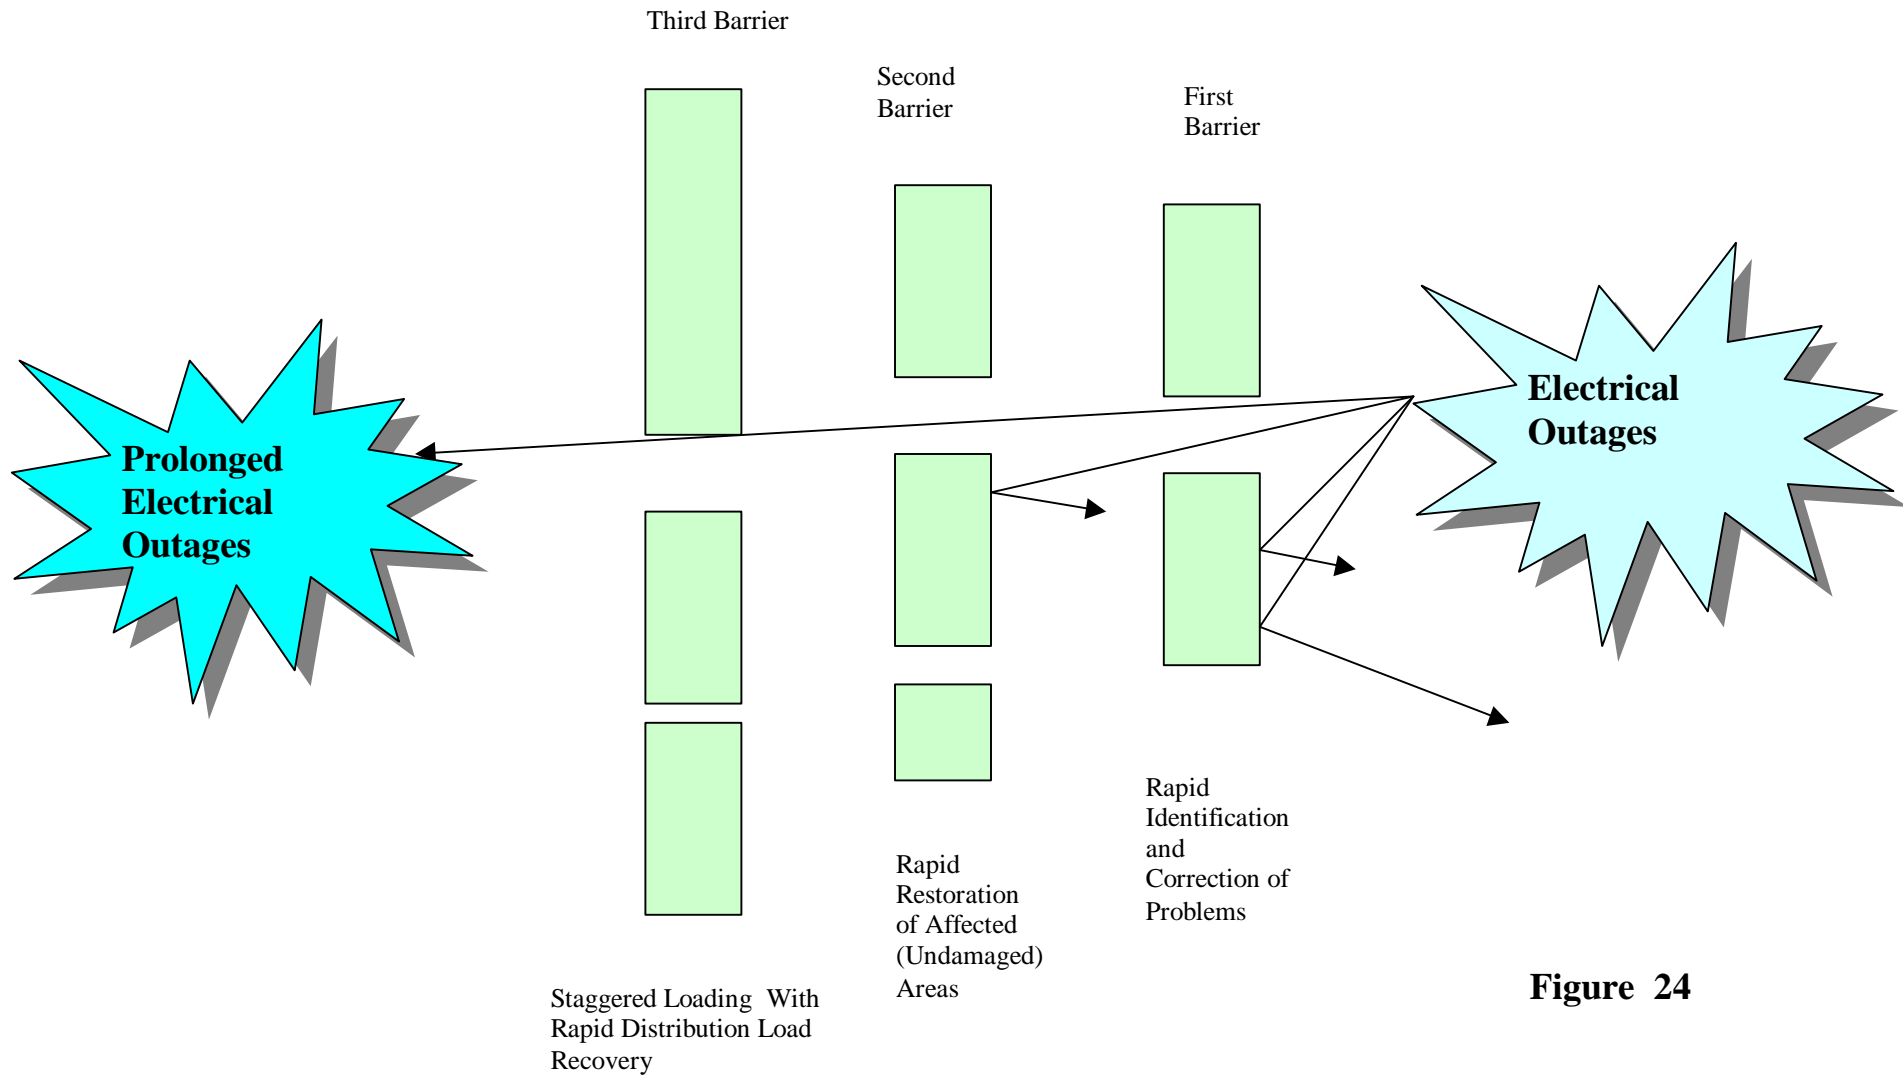 Third Barrier
Second
Barrier
First
Barrier
Electrical
Outages
Prolonged
Electrical
Outages
Rapid
Identification
and
Correction of
Problems
Rapid
Restoration
of Affected
(Undamaged)
Areas
Staggered Loading  With
Rapid Distribution Load
Recovery
Figure  24